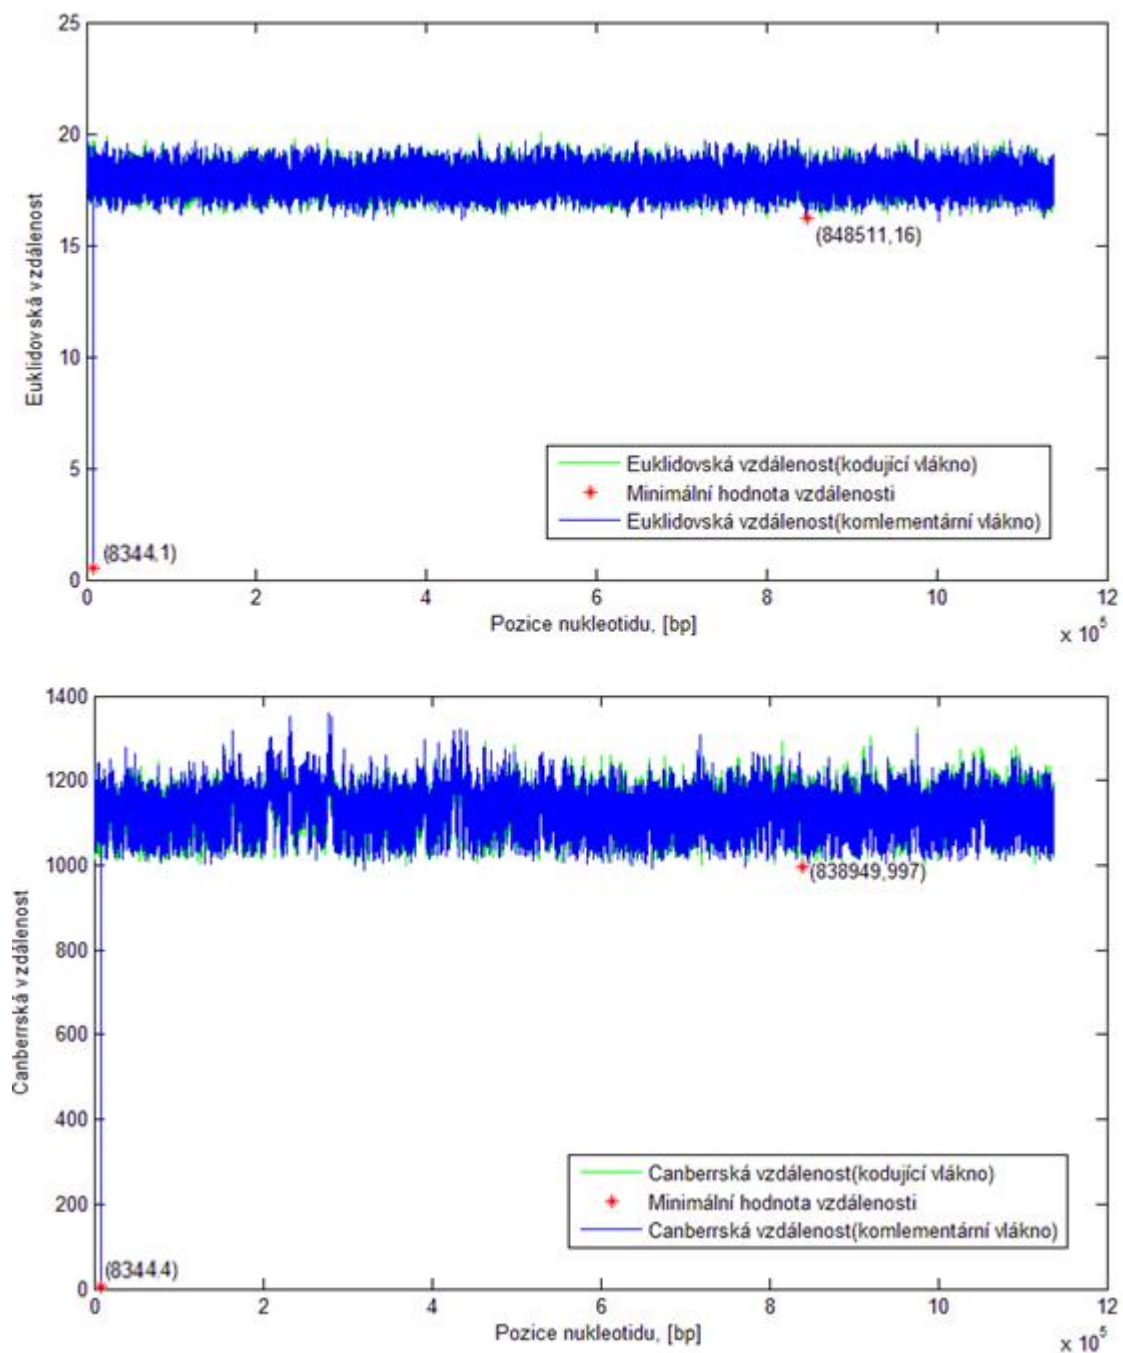 25
20
15
10
5
0
Euklidovská vzdálenost
(848511,16)
Euklidovská vzdálenost(kodující vlákno)
Minimální hodnota vzdálenosti
Euklidovská vzdálenost(komlementární vlákno)
(8344,1)
0 2 4 6 8 10 12
Pozice nukleotidu, [bp]
x 10^5
1400
1200
1000
800
600
400
200
0
Canberrská vzdálenost
(838949,997)
Canberrská vzdálenost(kodující vlákno)
Minimální hodnota vzdálenosti
Canberrská vzdálenost(komlementární vlákno)
(8344,4)
0 2 4 6 8 10 12
Pozice nukleotidu, [bp]
x 10^5